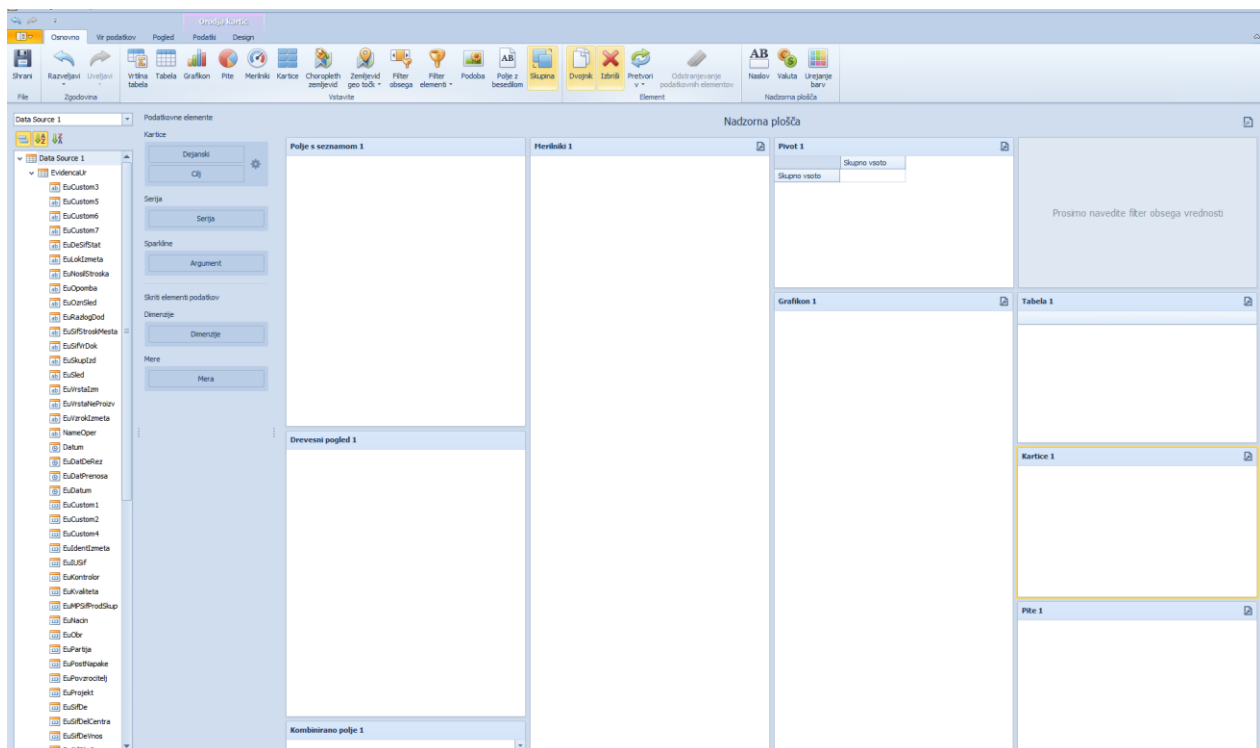 Orodja kartic
Osnovno Vir podatkov Pogled Podatki Design
Shrani
Razveljavi Uveljavi
Vrtilna tabela
Tabela
Grafikon
Pite
Merilniki
Kartice
Choropleth zemljevid
Zemljevid geo točk
Filter obsega
Filter elementi
Podoba
Polje z besedilom
Skupina
Dvojnik
Izbriši
Pretvori v
Odstranjevanje podatkovnih elementov
Naslov
Valuta
Urejanje barv
File
Zgodovina
Vstavite
Element
Nadzorna plošča
Data Source 1
Data Source 1
EvidencaUr
EuCustom3
EuCustom5
EuCustom6
EuCustom7
EuDeSifStat
EuLokIzmeta
EuNosilStroska
EuOpomba
EuOznSled
EuRazlogDod
EuSifStroskMesta
EuSifVrDok
EuSkupIzd
EuSled
EuVrstaIzm
EuVrstaNeProizv
EuVzrokIzmeta
NameOper
Datum
EuDatDeRez
EuDatPrenosa
EuDatum
EuCustom1
EuCustom2
EuCustom4
EuIdentIzmeta
EuIUSif
EuKontrolor
EuKvaliteta
EuMPSifProdSkup
EuNacin
EuObr
EuPartija
EuPostNapake
EuPovzrocitelj
EuProjekt
EuSifDe
EuSifDelCentra
EuSifDeVnos
Podatkovne elemente
Kartice
Dejanski
Cilj
Serija
Serija
Sparkline
Argument
Skriti elementi podatkov
Dimenzije
Dimenzije
Mere
Mera
Nadzorna plošča
Polje s seznamom 1
Drevesni pogled 1
Kombinirano polje 1
Merilniki 1
Pivot 1
Skupno vsoto
Skupno vsoto
Grafikon 1
Prosimo navedite filter obsega vrednosti
Tabela 1
Kartice 1
Pite 1